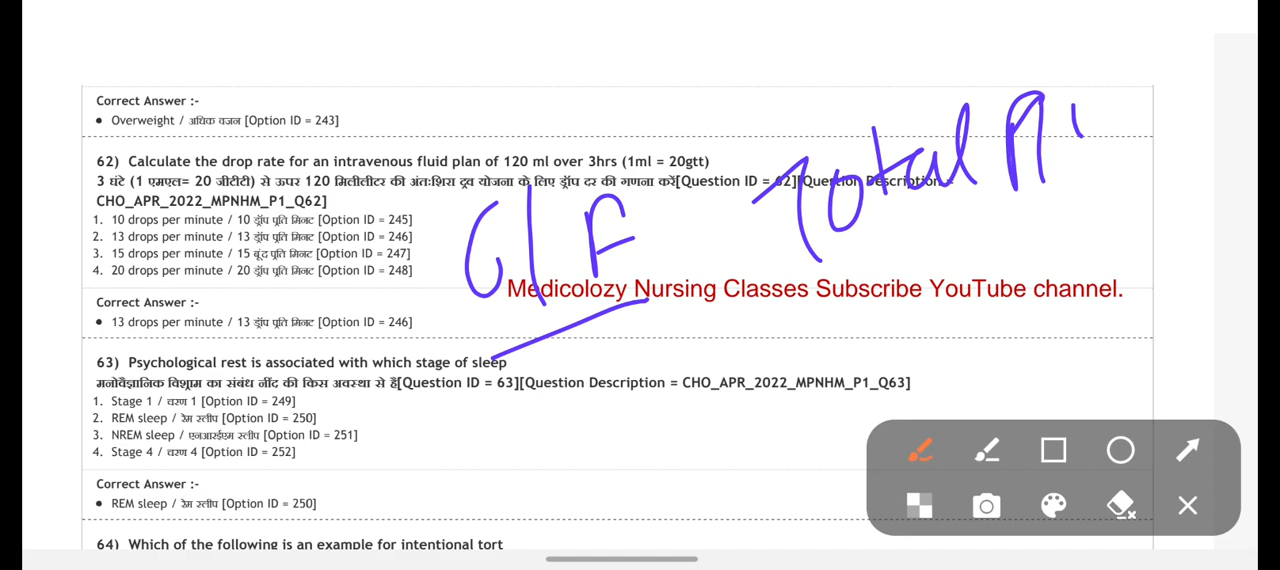 Correct Answer :-
• Overweight / अधिक वजन [Option ID = 243]
62) Calculate the drop rate for an intravenous fluid plan of 120 ml over 3hrs (1ml = 20gtt)
3 घंटे (1 एमएल= 20 जीटीटी) से ऊपर 120 मिलीलीटर की अंतःशिरा द्रव योजना के लिए ड्रॉप दर की गणना करें[Question ID = 62][Question Description =
CHO_APR_2022_MPNHM_P1_Q62]
1. 10 drops per minute / 10 ड्रॉप प्रति मिनट [Option ID = 245]
2. 13 drops per minute / 13 ड्रॉप प्रति मिनट [Option ID = 246]
3. 15 drops per minute / 15 बूंद प्रति मिनट [Option ID = 247]
4. 20 drops per minute / 20 ड्रॉप प्रति मिनट [Option ID = 248]
Total
Medicolozy Nursing Classes Subscribe YouTube channel.
Correct Answer :-
• 13 drops per minute / 13 ड्रॉप प्रति मिनट [Option ID = 246]
63) Psychological rest is associated with which stage of sleep
मनोवैज्ञानिक विश्राम का संबंध नींद की किस अवस्था से है[Question ID = 63][Question Description = CHO_APR_2022_MPNHM_P1_Q63]
1. Stage 1 / चरण 1 [Option ID = 249]
2. REM sleep / रेम स्लीप [Option ID = 250]
3. NREM sleep / एनआरईएम स्लीप [Option ID = 251]
4. Stage 4 / चरण 4 [Option ID = 252]
Correct Answer :-
• REM sleep / रेम स्लीप [Option ID = 250]
64) Which of the following is an example for intentional tort